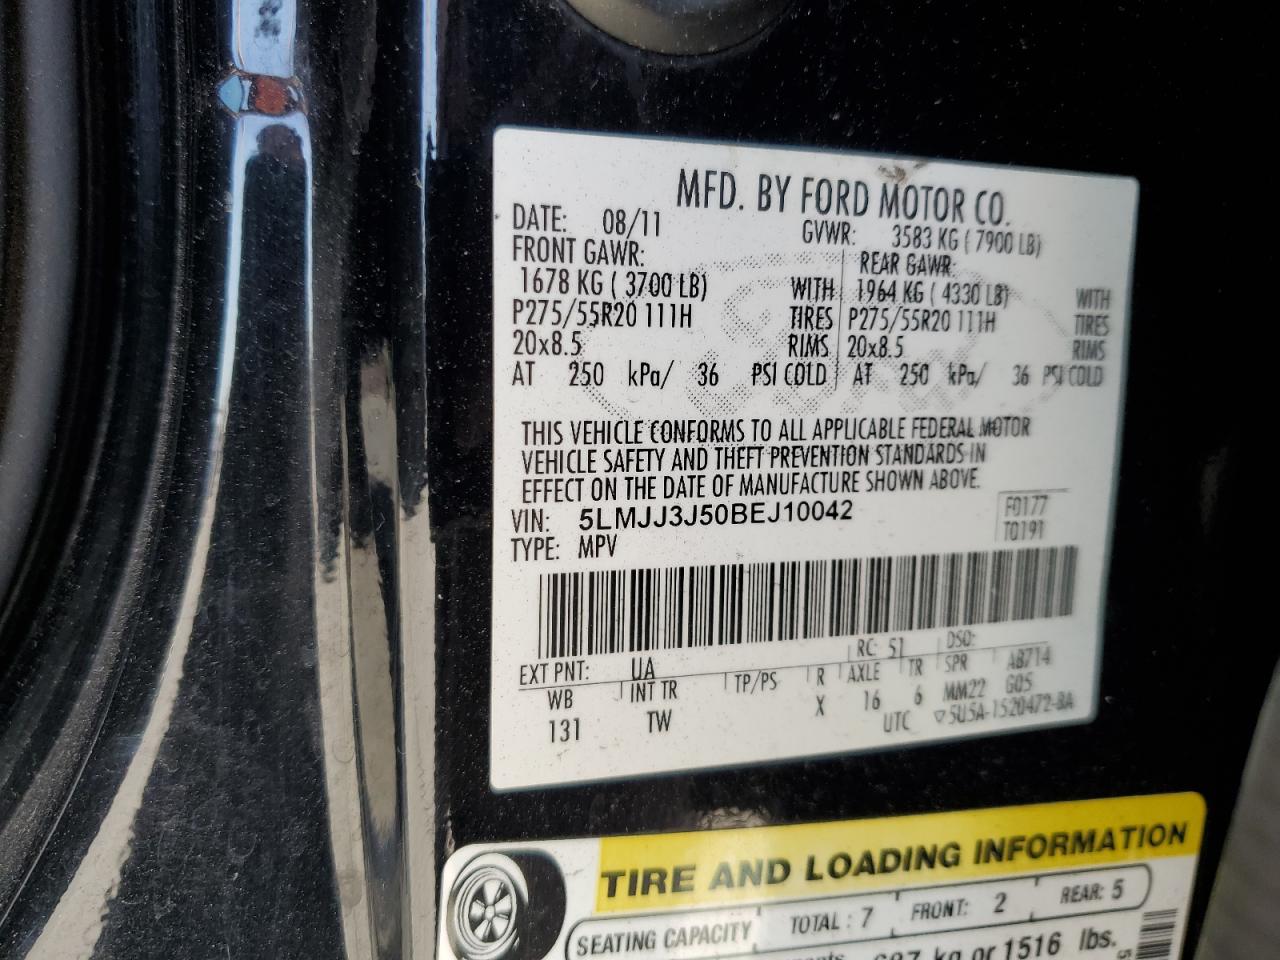 MFD. BY FORD MOTOR CO.
DATE: 08/11 GVWR: 3583 KG ( 7900 LB)
FRONT GAWR: REAR GAWR:
1678 KG ( 3700 LB) WITH 1964 KG ( 4330 LB) WITH
P275/55R20 111H TIRES P275/55R20 111H TIRES
20x8.5 RIMS 20x8.5 RIMS
AT 250 kPa/ 36 PSI COLD AT 250 kPa/ 36 PSI COLD
THIS VEHICLE CONFORMS TO ALL APPLICABLE FEDERAL MOTOR
VEHICLE SAFETY AND THEFT PREVENTION STANDARDS IN
EFFECT ON THE DATE OF MANUFACTURE SHOWN ABOVE.
VIN: 5LMJJ3J50BEJ10042 F0177
TYPE: MPV T0191
EXT PNT: UA RC: 51 DSO:
WB INT TR TP/PS R AXLE TR SPR AB714
131 TW X 16 6 MM22 G05
UTC ▽5U5A-1520472-BA
TIRE AND LOADING INFORMATION
SEATING CAPACITY TOTAL : 7 FRONT: 2 REAR: 5
kg or 1516 lbs.